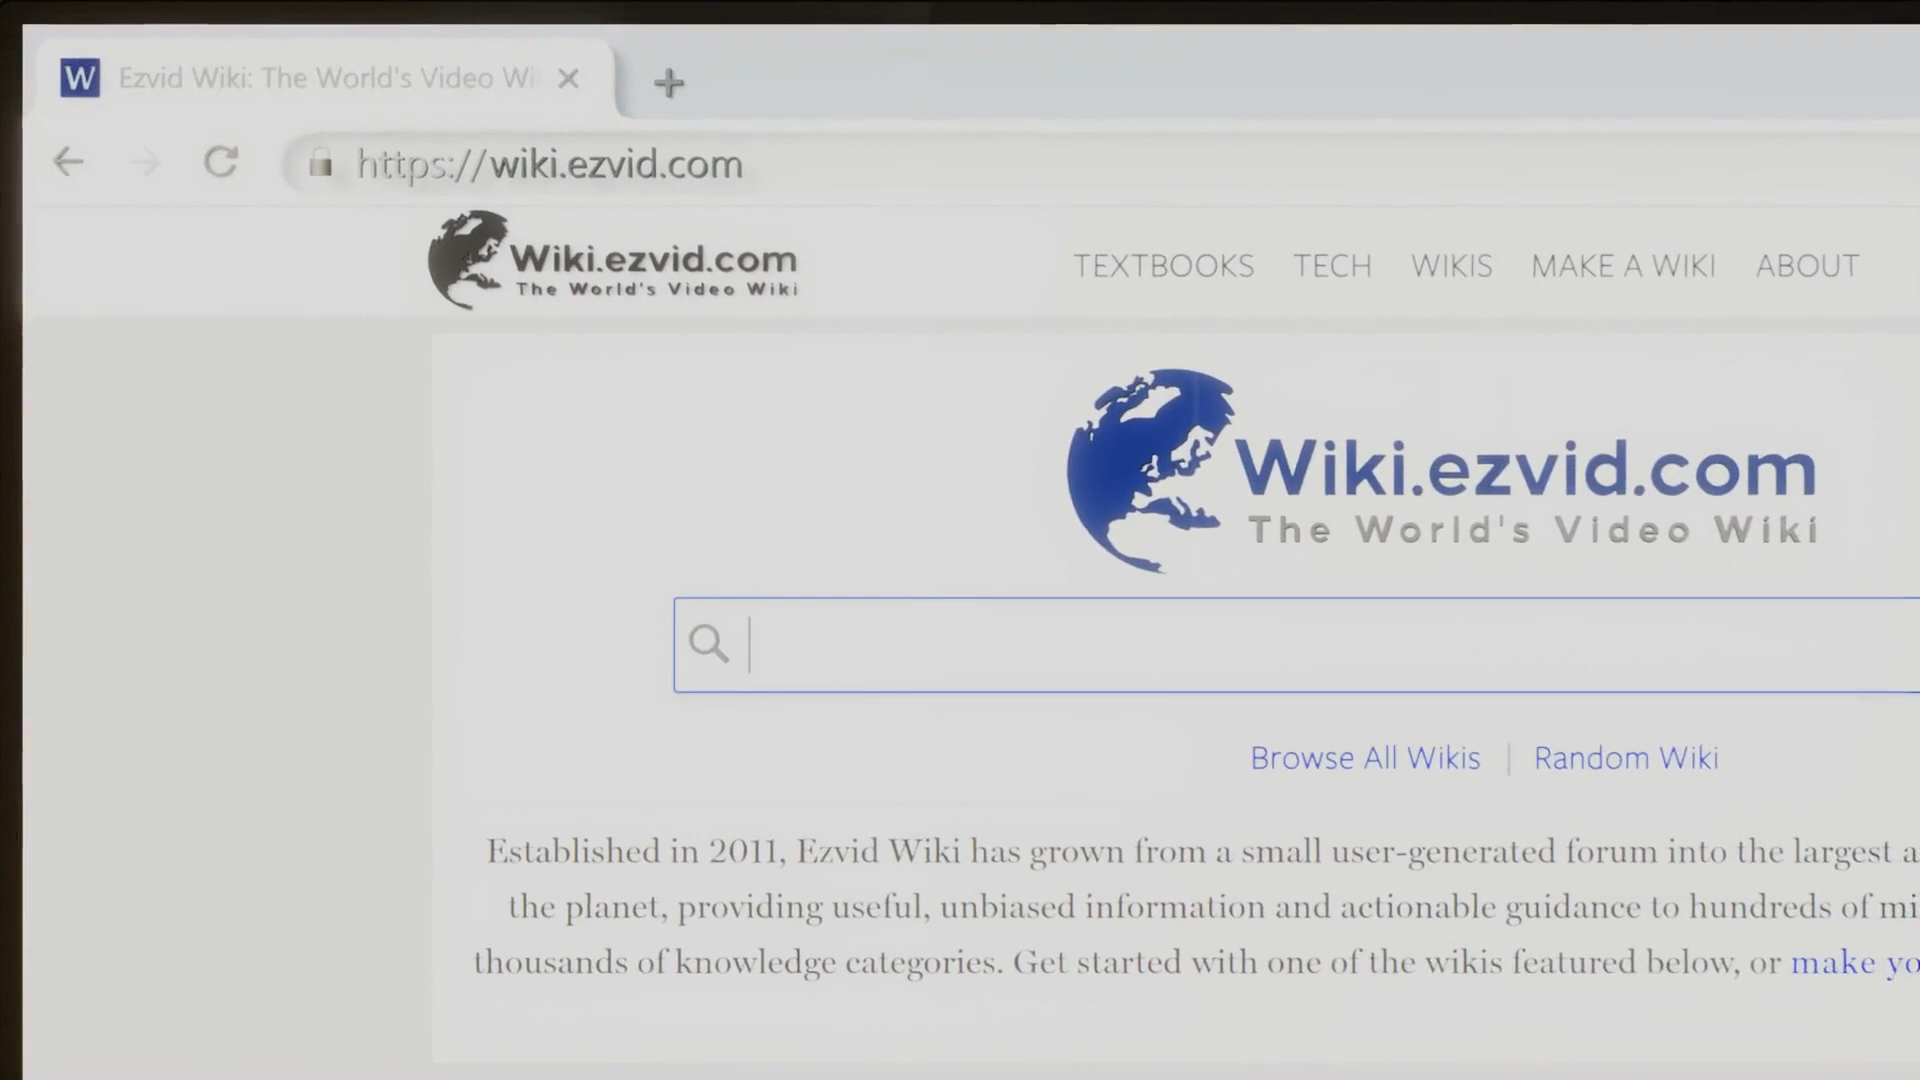 W Ezvid Wiki: The World's Video Wi
https://wiki.ezvid.com
Wiki.ezvid.com
The World's Video Wiki
TEXTBOOKS TECH WIKIS MAKE A WIKI ABOUT
Wiki.ezvid.com
The World's Video Wiki
Browse All Wikis | Random Wiki
Established in 2011, Ezvid Wiki has grown from a small user-generated forum into the largest a
the planet, providing useful, unbiased information and actionable guidance to hundreds of mi
thousands of knowledge categories. Get started with one of the wikis featured below, or make yo